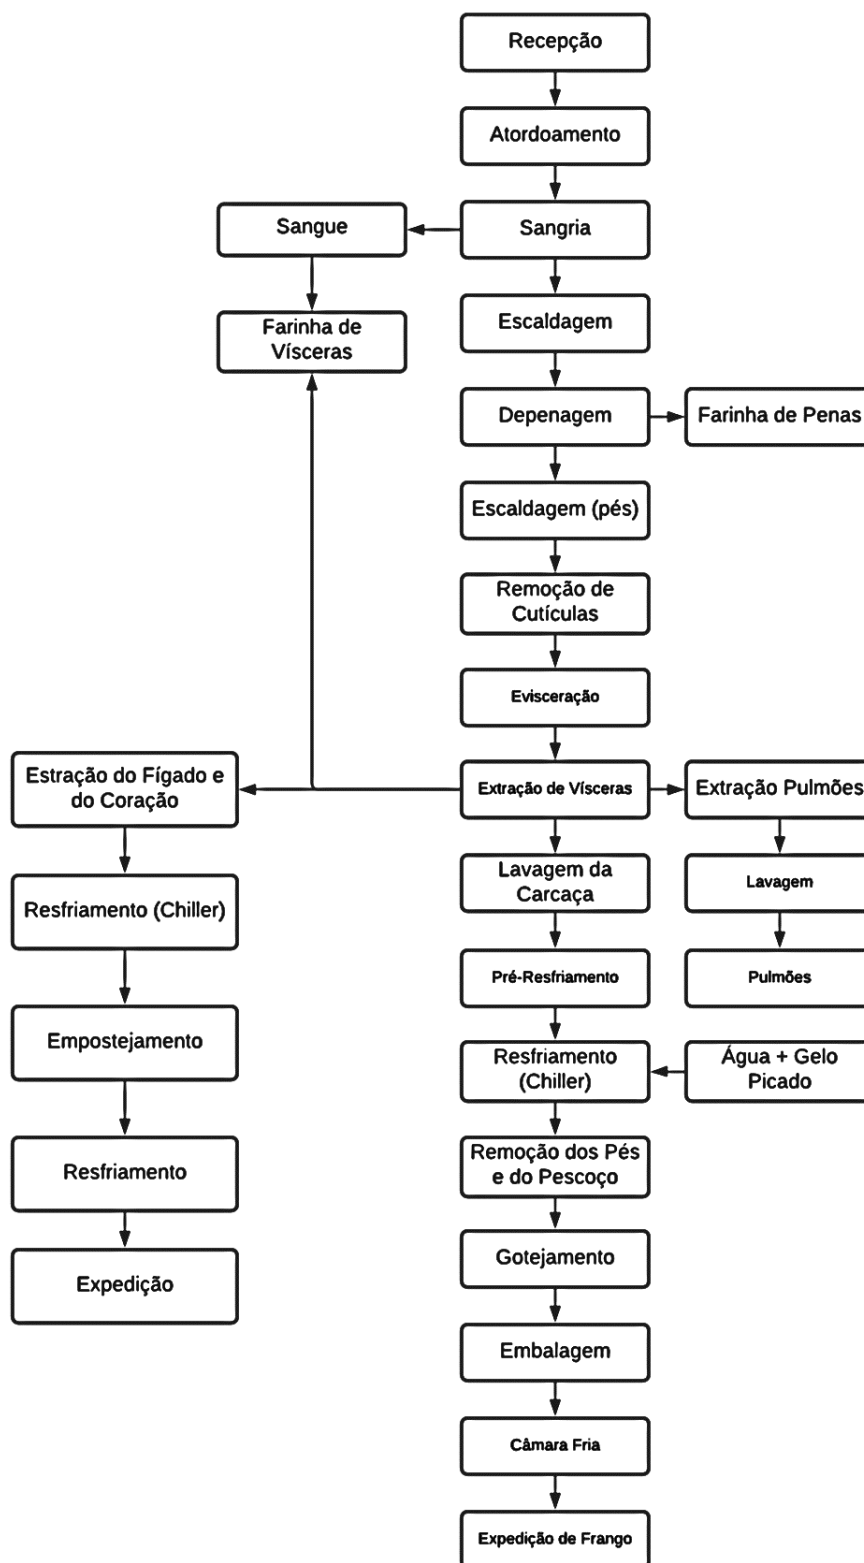 Recepção
Atordoamento
Sangue
Sangria
Farinha de
Vísceras
Escaldagem
Depenagem
Farinha de Penas
Escaldagem (pés)
Remoção de
Cutículas
Evisceração
Estração do Fígado e
do Coração
Extração de Vísceras
Extração Pulmões
Lavagem da
Carcaça
Lavagem
Resfriamento (Chiller)
Pré-Resfriamento
Pulmões
Empostejamento
Resfriamento
(Chiller)
Água + Gelo
Picado
Resfriamento
Remoção dos Pés
e do Pescoço
Expedição
Gotejamento
Embalagem
Câmara Fria
Expedição de Frango